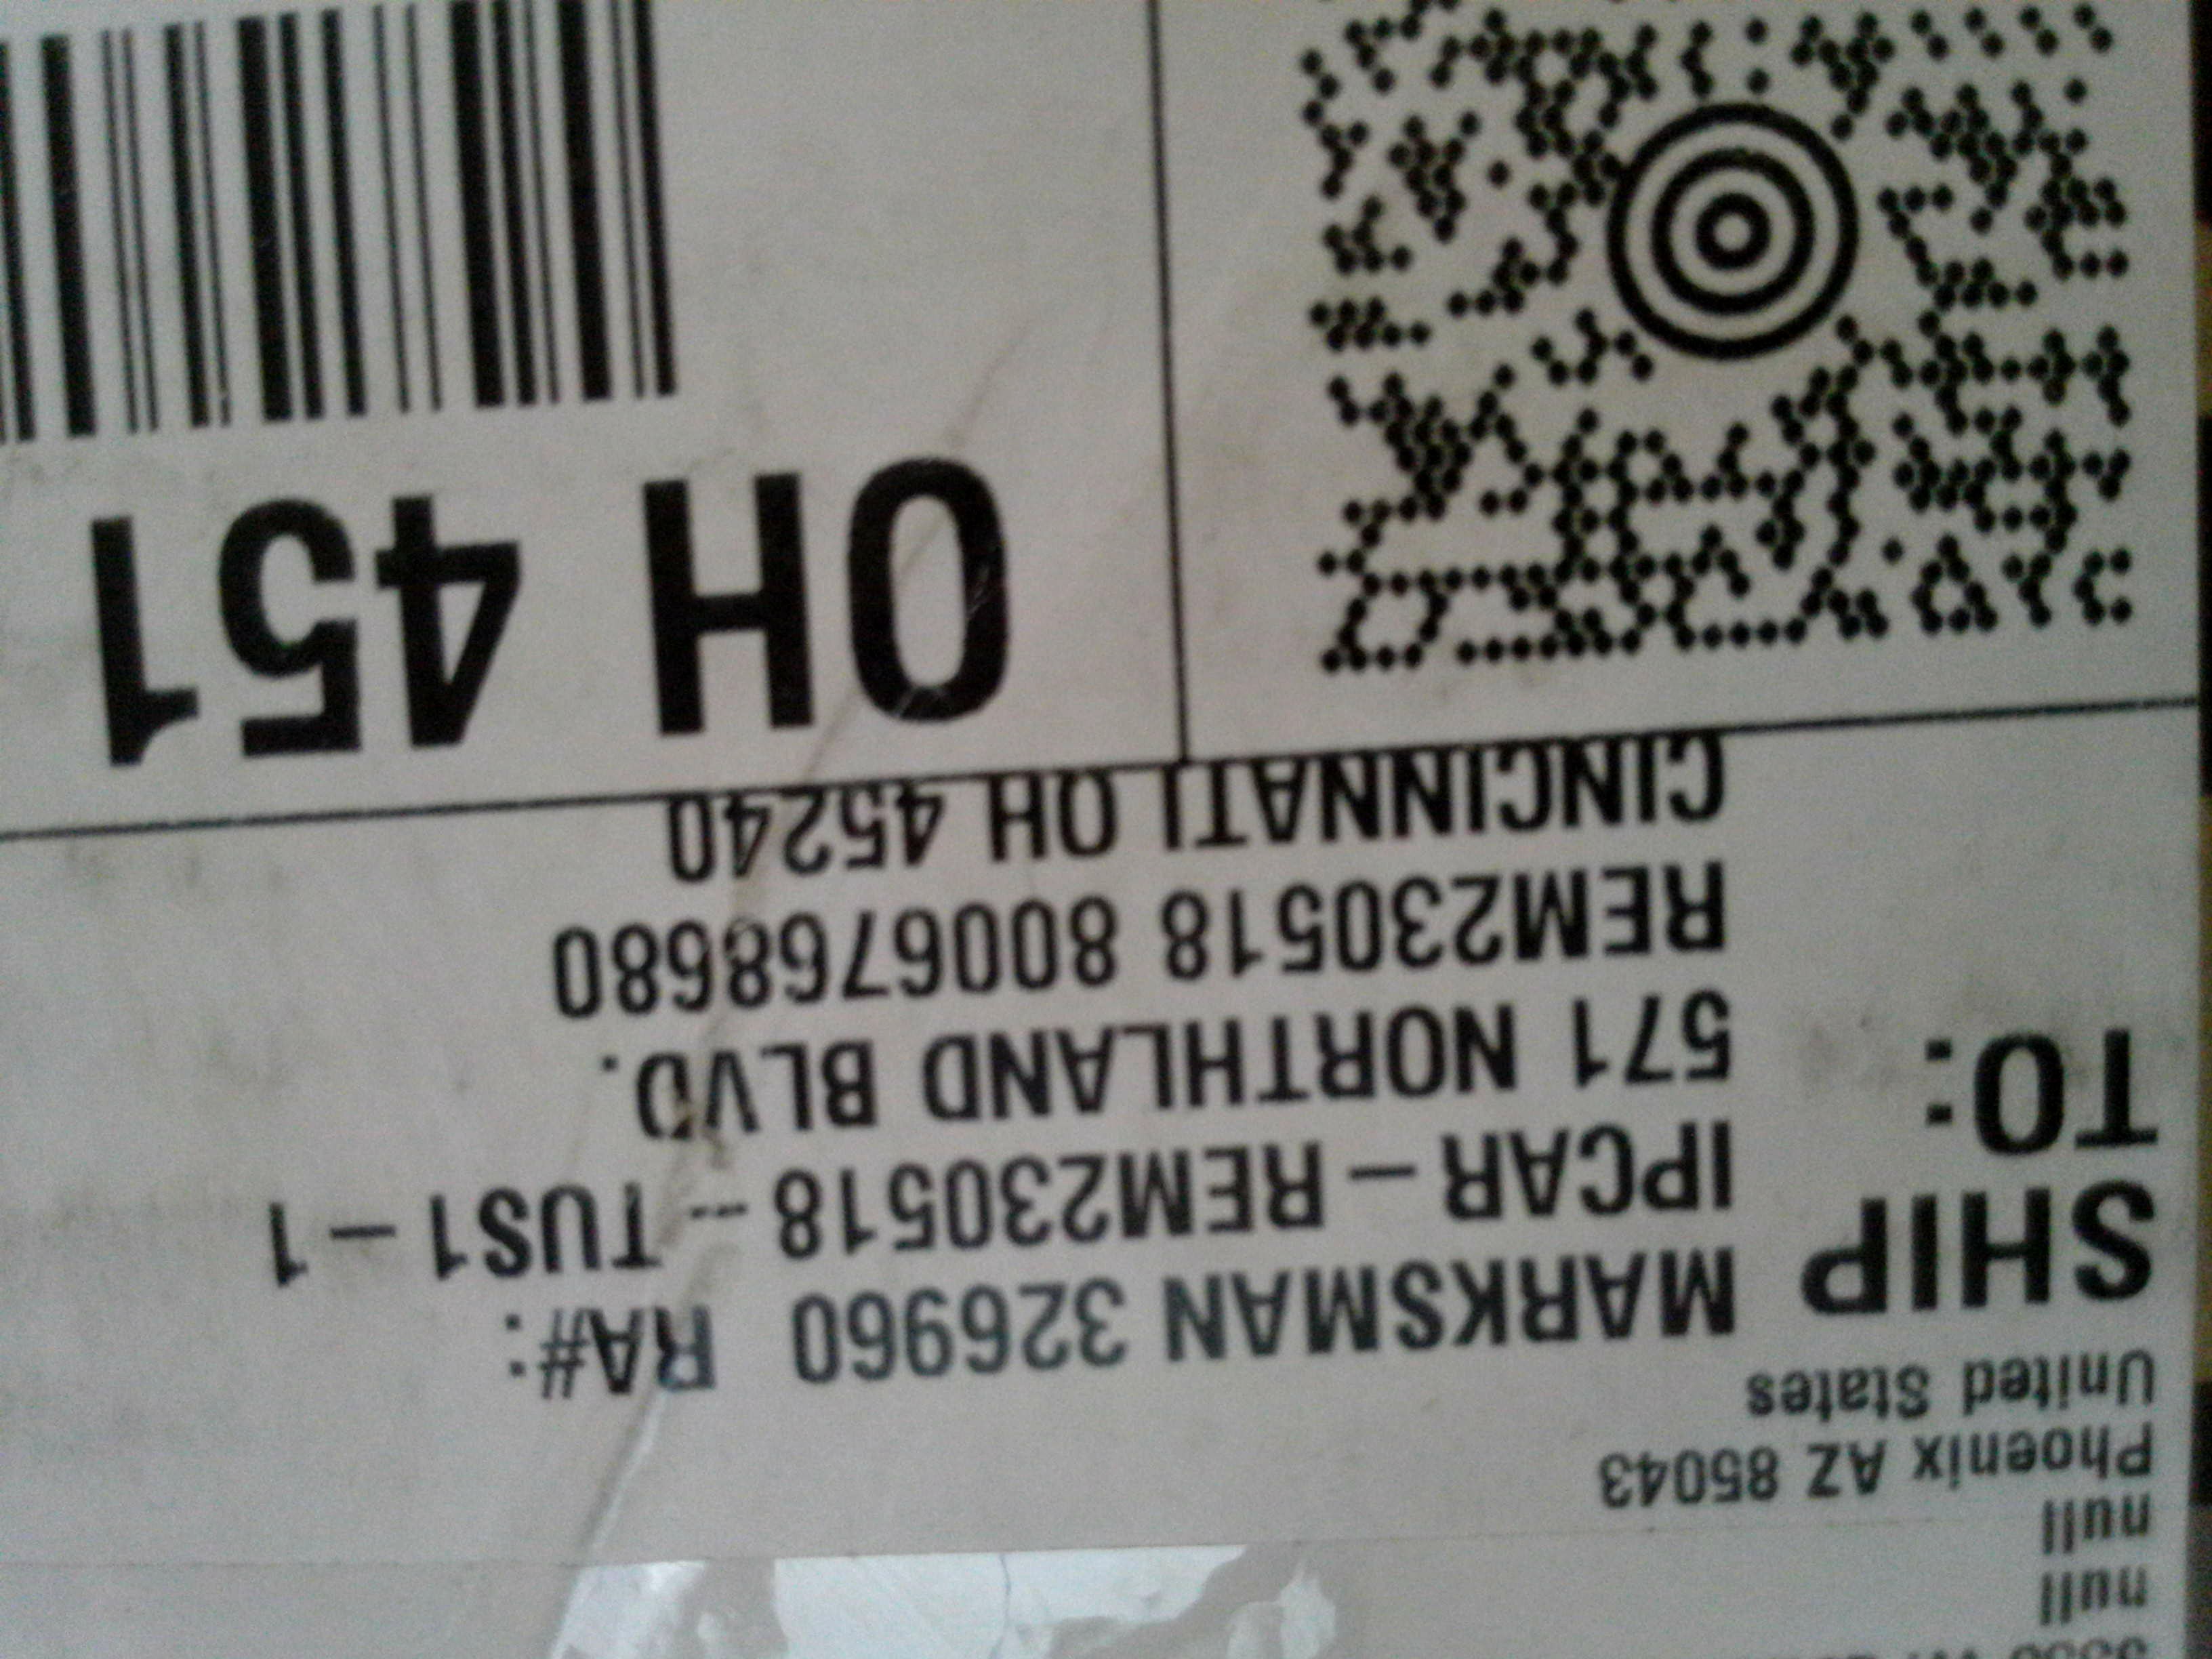 null
null
Phoenix AZ 85043
United States
SHIP
TO:
MARKSMAN 326960 RA#:
IPCAR - REM230518 -- TUS1 - 1
571 NORTHLAND BLVD.
REM230518 8006768680
CINCINNATI OH 45240
OH 451